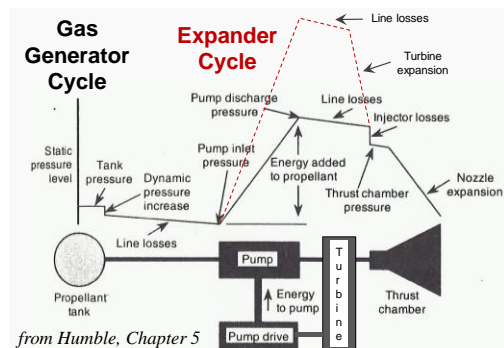 Gas
Generator
Cycle
Expander
Cycle
Line losses
Turbine
expansion
Pump discharge
pressure
Line losses
Injector losses
Static
pressure
level
Tank
pressure
Dynamic
pressure
increase
Pump inlet
pressure
Energy added
to propellant
Thrust chamber
pressure
Nozzle
expansion
Line losses
Pump
Turbine
Propellant
tank
Energy
to pump
Thrust
chamber
Pump drive
from Humble, Chapter 5